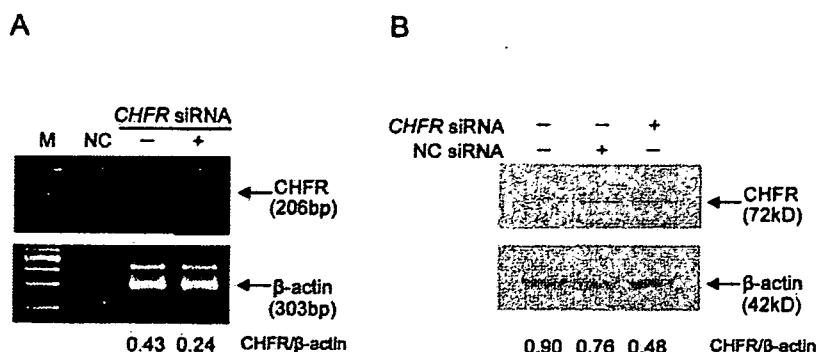 A
CHFR siRNA
M NC − +
CHFR
(206bp)
β-actin
(303bp)
0.43 0.24 CHFR/β-actin
B
CHFR siRNA − − +
NC siRNA − + −
CHFR
(72kD)
β-actin
(42kD)
0.90 0.76 0.48 CHFR/β-actin